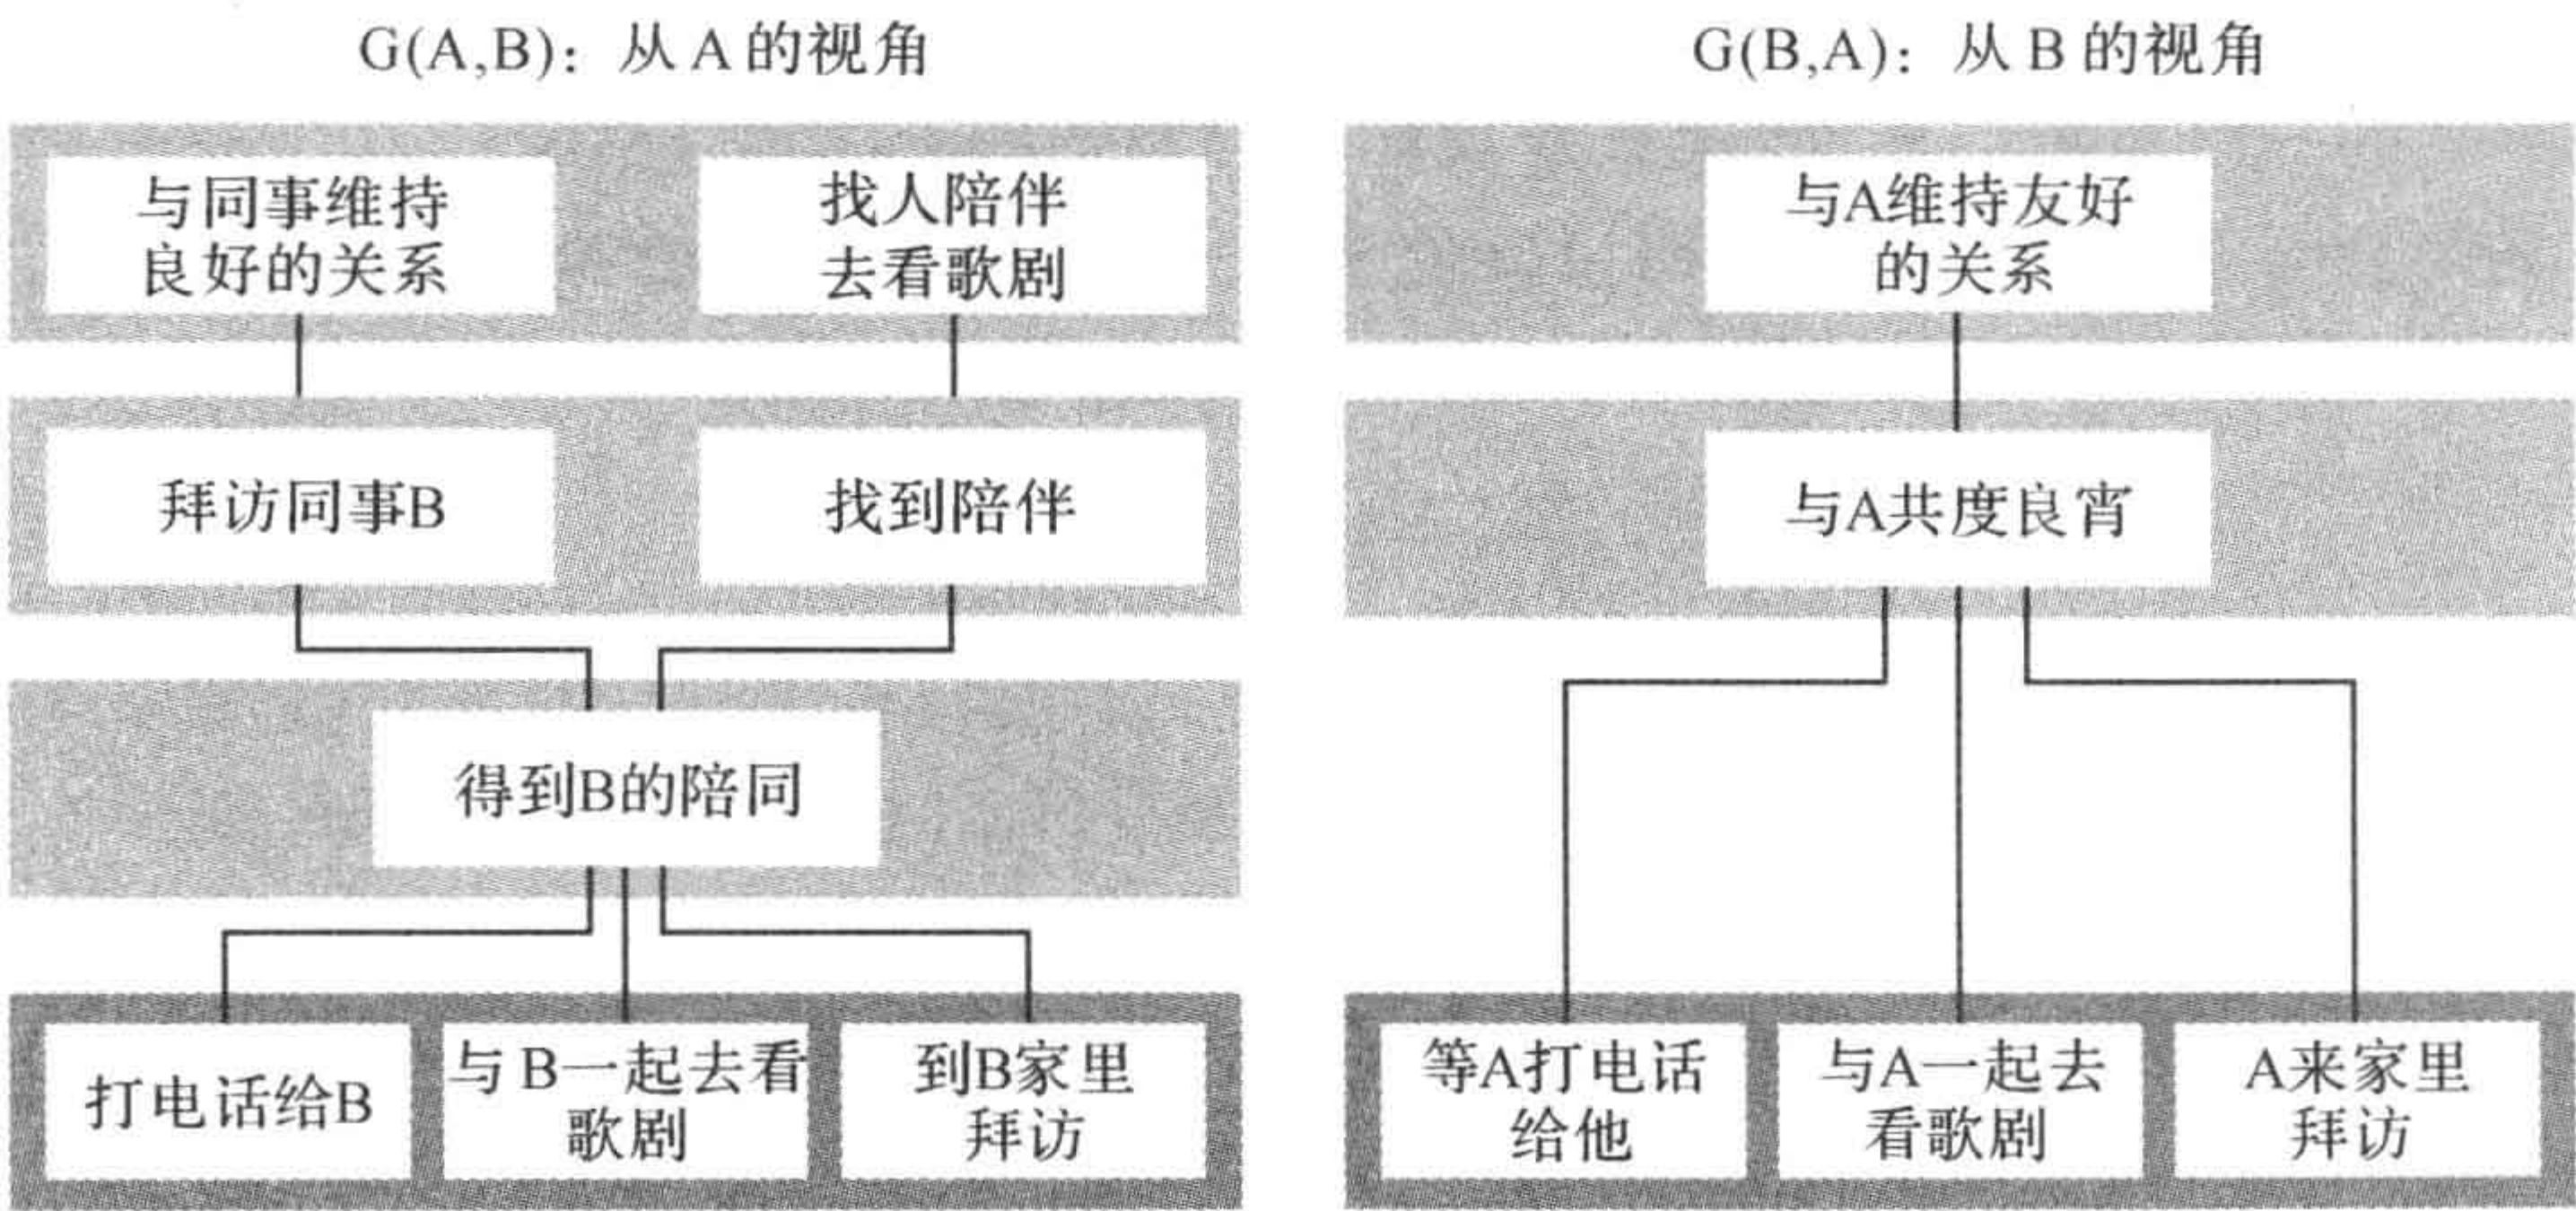 G(A,B)：从A的视角
与同事维持
良好的关系
找人陪伴
去看歌剧
拜访同事B
找到陪伴
得到B的陪同
打电话给B
与B一起去看
歌剧
到B家里
拜访
G(B,A)：从B的视角
与A维持友好
的关系
与A共度良宵
等A打电话
给他
与A一起去
看歌剧
A来家里
拜访